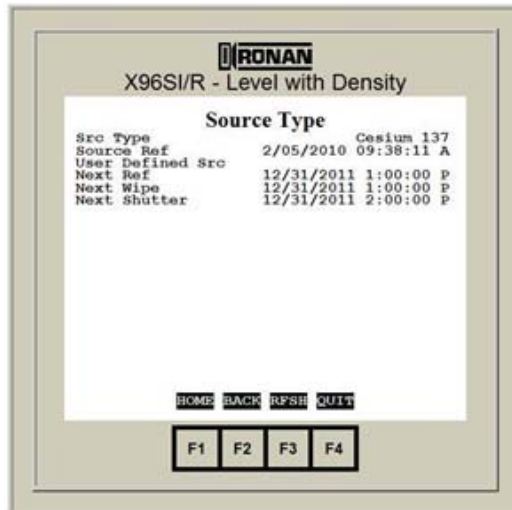 RONAN
X96SI/R - Level with Density
Source Type
Src Type Cesium 137
Source Ref 2/05/2010 09:38:11 A
User Defined Src
Next Ref 12/31/2011 1:00:00 P
Next Wipe 12/31/2011 1:00:00 P
Next Shutter 12/31/2011 2:00:00 P
HOME BACK RFSH QUIT
F1 F2 F3 F4